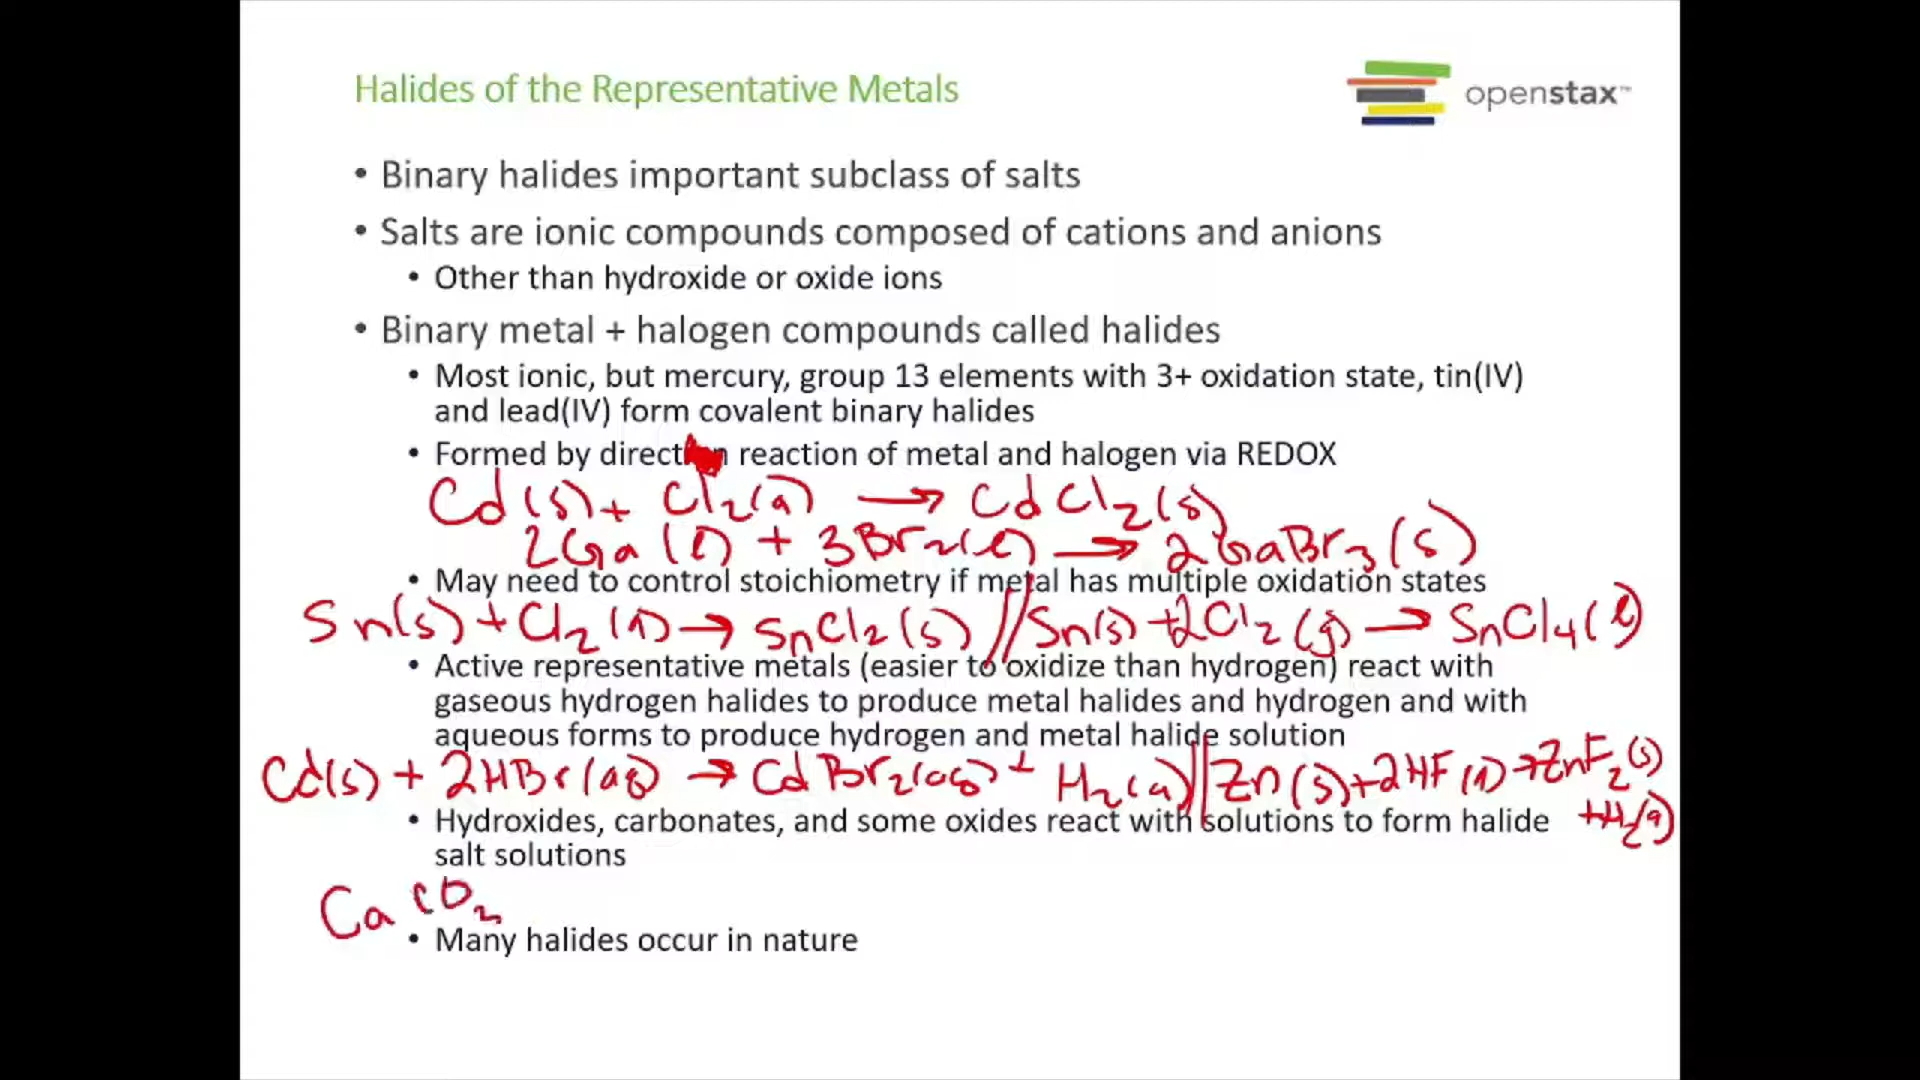 Halides of the Representative Metals
openstax™
• Binary halides important subclass of salts
• Salts are ionic compounds composed of cations and anions
• Other than hydroxide or oxide ions
• Binary metal + halogen compounds called halides
• Most ionic, but mercury, group 13 elements with 3+ oxidation state, tin(IV)
and lead(IV) form covalent binary halides
• Formed by direct reaction of metal and halogen via REDOX
Cd(s) + Cl₂(g) → CdCl₂(s)
2Ga(l) + 3Br₂(l) → 2GaBr₃(s)
• May need to control stoichiometry if metal has multiple oxidation states
Sn(s) + Cl₂(g) → SnCl₂(s) // Sn(s) + 2Cl₂(g) → SnCl₄(l)
• Active representative metals (easier to oxidize than hydrogen) react with
gaseous hydrogen halides to produce metal halides and hydrogen and with
aqueous forms to produce hydrogen and metal halide solution
Cd(s) + 2HBr(aq) → CdBr₂(aq) + H₂(g) // Zn(s) + 2HF(g) → ZnF₂(s)
+ H₂(g)
• Hydroxides, carbonates, and some oxides react with solutions to form halide
salt solutions
CaCO
• Many halides occur in nature